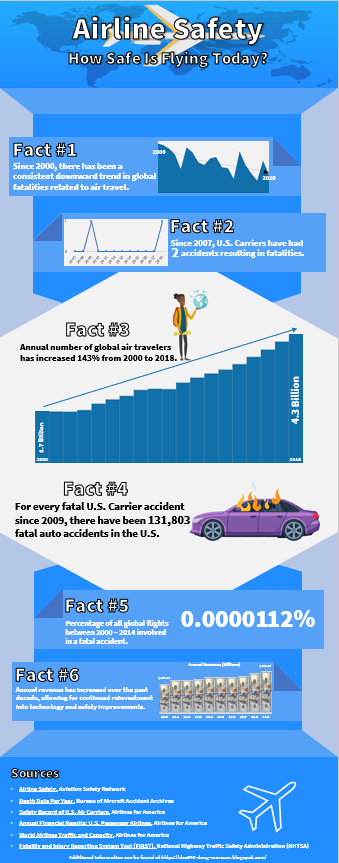 Airline Safety
How Safe Is Flying Today?
Fact #1
Since 2000, there has been a
consistent downward trend in global
fatalities related to air travel.
2000
2019
Fact #2
Since 2007, U.S. Carriers have had
2 accidents resulting in fatalities.
Fact #3
Annual number of global air travelers
has increased 143% from 2000 to 2018.
1.7 Billion
4.3 Billion
2000
2018
Fact #4
For every fatal U.S. Carrier accident
since 2009, there have been 131,803
fatal auto accidents in the U.S.
Fact #5
Percentage of all global flights
between 2000 – 2014 involved
in a fatal accident.
0.0000112%
Fact #6
Annual revenue has increased over the past
decade, allowing for continued reinvestment
into technology and safety improvements.
Annual Revenue (Billions)
Sources
• Airline Safety, Aviation Safety Network
• Death Rate Per Year, Bureau of Aircraft Accident Archives
• Safety Record of U.S. Air Carriers, Airlines for America
• Annual Financial Results: U.S. Passenger Airlines, Airlines for America
• World Airlines Traffic and Capacity, Airlines for America
• Fatality and Injury Reporting System Tool (FIRST), National Highway Traffic Safety Administration (NHTSA)
Additional information can be found at